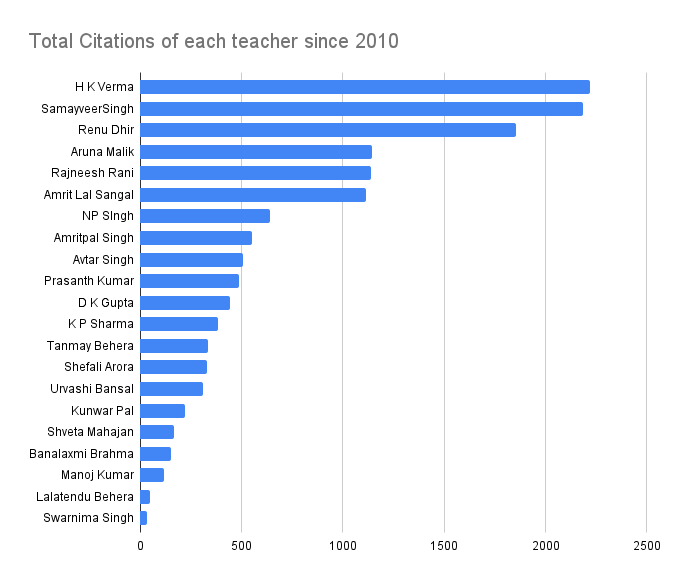 Total Citations of each teacher since 2010
H K Verma
SamayveerSingh
Renu Dhir
Aruna Malik
Rajneesh Rani
Amrit Lal Sangal
NP SIngh
Amritpal Singh
Avtar Singh
Prasanth Kumar
D K Gupta
K P Sharma
Tanmay Behera
Shefali Arora
Urvashi Bansal
Kunwar Pal
Shveta Mahajan
Banalaxmi Brahma
Manoj Kumar
Lalatendu Behera
Swarnima Singh
0 500 1000 1500 2000 2500